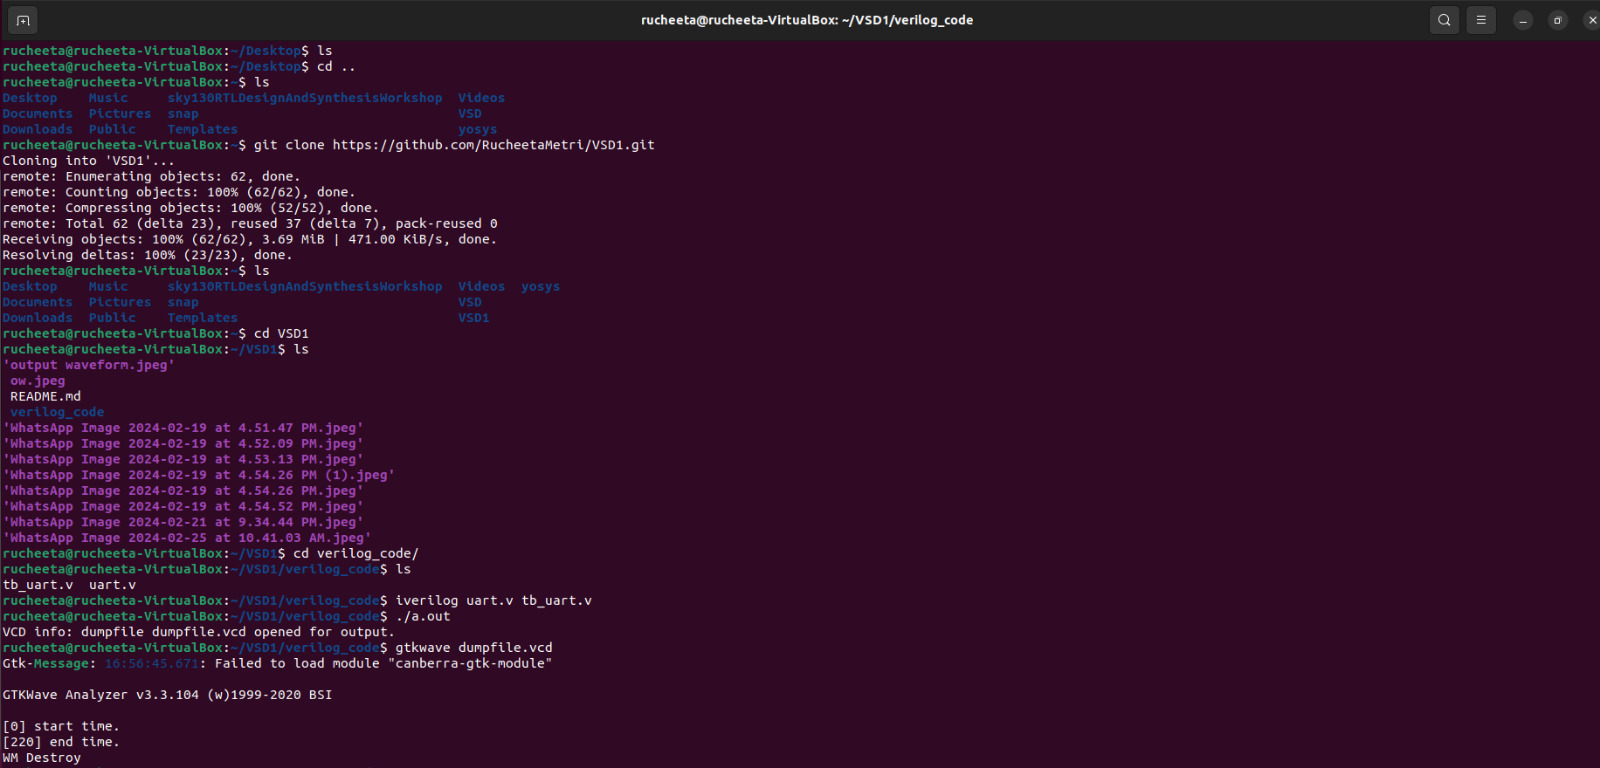 rucheeta@rucheeta-VirtualBox: ~/VSD1/verilog_code
rucheeta@rucheeta-VirtualBox:~/Desktop$ ls
rucheeta@rucheeta-VirtualBox:~/Desktop$ cd ..
rucheeta@rucheeta-VirtualBox:~$ ls
Desktop    Music     sky130RTLDesignAndSynthesisWorkshop  Videos
Documents  Pictures  snap                                 VSD
Downloads  Public    Templates                            yosys
rucheeta@rucheeta-VirtualBox:~$ git clone https://github.com/RucheetaMetri/VSD1.git
Cloning into 'VSD1'...
remote: Enumerating objects: 62, done.
remote: Counting objects: 100% (62/62), done.
remote: Compressing objects: 100% (52/52), done.
remote: Total 62 (delta 23), reused 37 (delta 7), pack-reused 0
Receiving objects: 100% (62/62), 3.69 MiB | 471.00 KiB/s, done.
Resolving deltas: 100% (23/23), done.
rucheeta@rucheeta-VirtualBox:~$ ls
Desktop    Music     sky130RTLDesignAndSynthesisWorkshop  Videos  yosys
Documents  Pictures  snap                                 VSD
Downloads  Public    Templates                            VSD1
rucheeta@rucheeta-VirtualBox:~$ cd VSD1
rucheeta@rucheeta-VirtualBox:~/VSD1$ ls
'output waveform.jpeg'
ow.jpeg
README.md
verilog_code
'WhatsApp Image 2024-02-19 at 4.51.47 PM.jpeg'
'WhatsApp Image 2024-02-19 at 4.52.09 PM.jpeg'
'WhatsApp Image 2024-02-19 at 4.53.13 PM.jpeg'
'WhatsApp Image 2024-02-19 at 4.54.26 PM (1).jpeg'
'WhatsApp Image 2024-02-19 at 4.54.26 PM.jpeg'
'WhatsApp Image 2024-02-19 at 4.54.52 PM.jpeg'
'WhatsApp Image 2024-02-21 at 9.34.44 PM.jpeg'
'WhatsApp Image 2024-02-25 at 10.41.03 AM.jpeg'
rucheeta@rucheeta-VirtualBox:~/VSD1$ cd verilog_code/
rucheeta@rucheeta-VirtualBox:~/VSD1/verilog_code$ ls
tb_uart.v  uart.v
rucheeta@rucheeta-VirtualBox:~/VSD1/verilog_code$ iverilog uart.v tb_uart.v
rucheeta@rucheeta-VirtualBox:~/VSD1/verilog_code$ ./a.out
VCD info: dumpfile dumpfile.vcd opened for output.
rucheeta@rucheeta-VirtualBox:~/VSD1/verilog_code$ gtkwave dumpfile.vcd
Gtk-Message: 16:56:45.671: Failed to load module "canberra-gtk-module"
GTKWave Analyzer v3.3.104 (w)1999-2020 BSI
[0] start time.
[220] end time.
WM Destroy